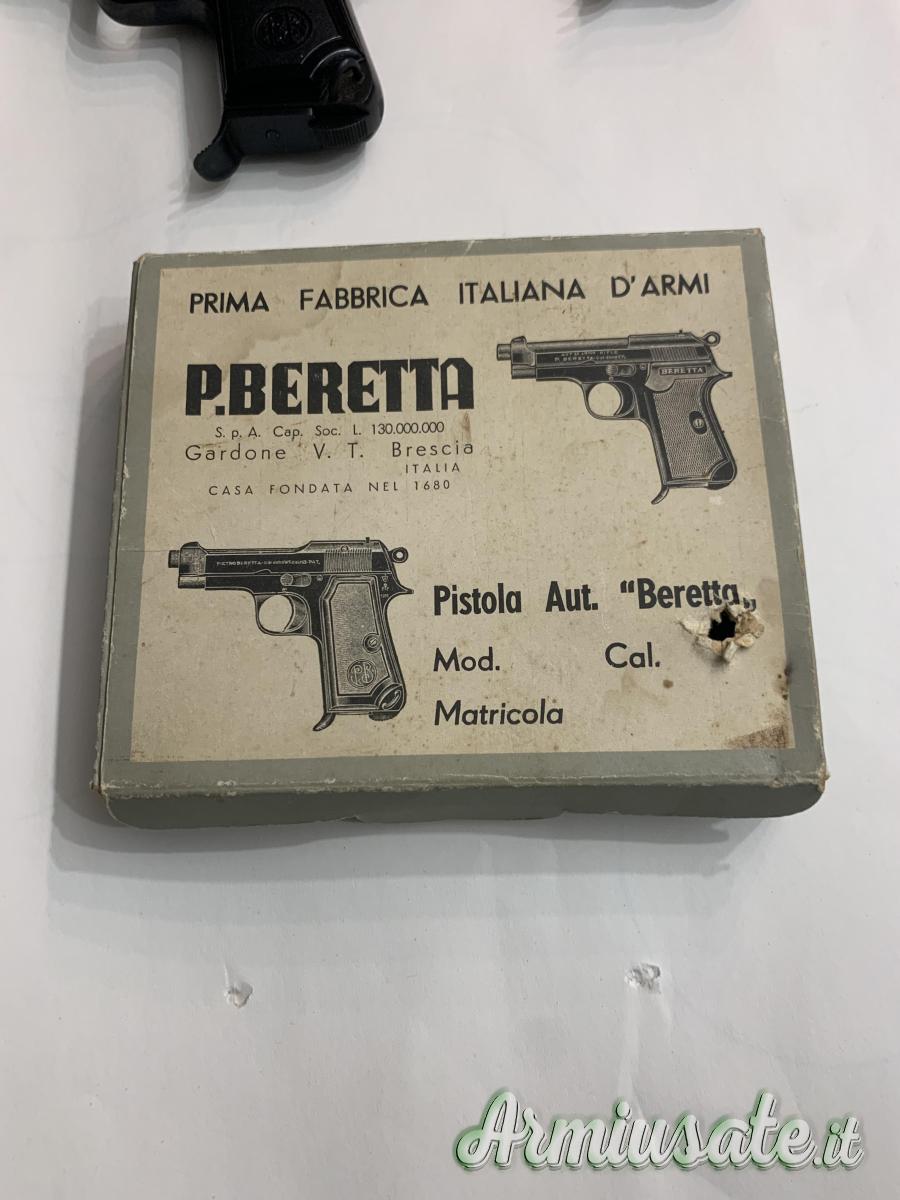 PRIMA FABBRICA ITALIANA D'ARMI
P.BERETTA
S. p. A. Cap. Soc. L. 130.000.000
Gardone V. T. Brescia
ITALIA
CASA FONDATA NEL 1680
BERETTA
PB
Pistola Aut. "Beretta„
Mod. Cal.
Matricola
Armiusate.it